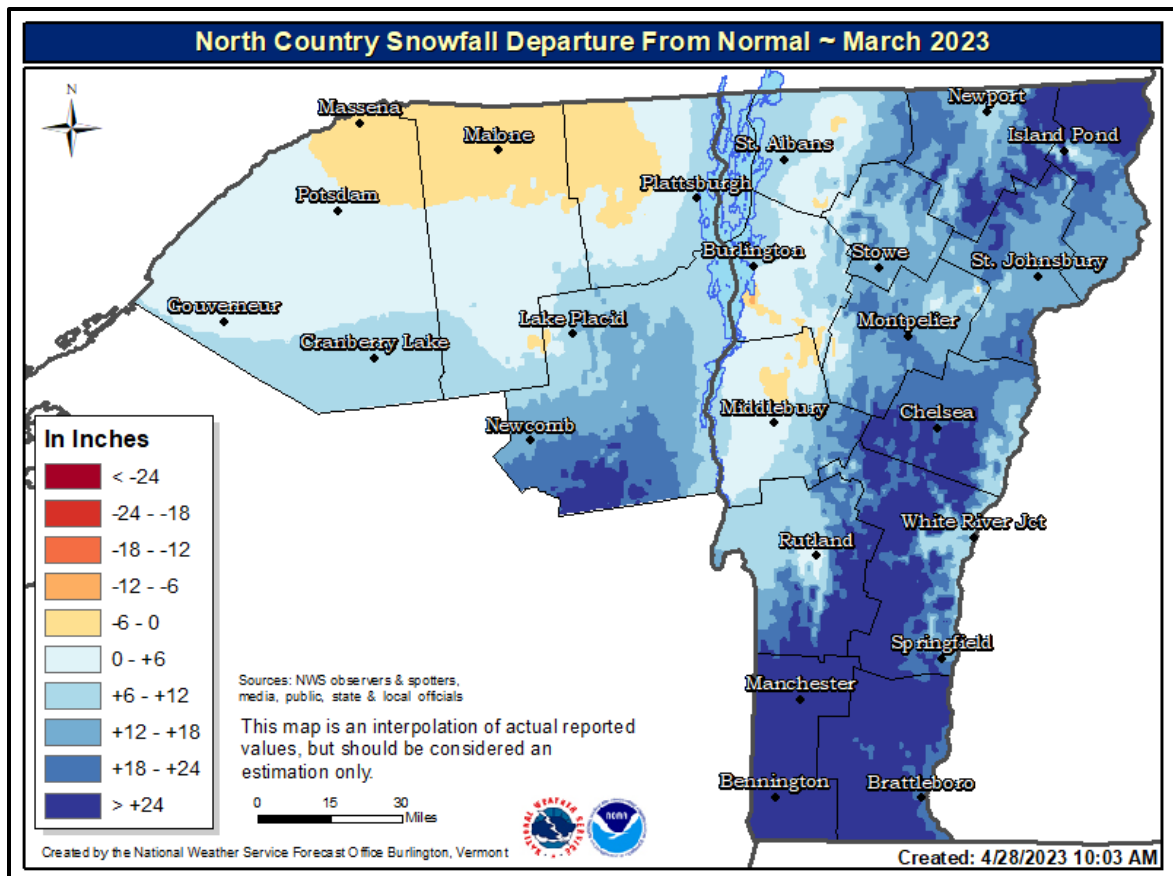 North Country Snowfall Departure From Normal ~ March 2023
N
Massena
Malone
Newport
Island Pond
St. Albans
Potsdam
Plattsburgh
Burlington
Stowe
St. Johnsbury
Gouverneur
Lake Placid
Montpelier
Cranberry Lake
Middlebury
Chelsea
Newcomb
White River Jct
Rutland
Springfield
Manchester
Bennington
Brattleboro
In Inches
< -24
-24 - -18
-18 - -12
-12 - -6
-6 - 0
0 - +6
+6 - +12
+12 - +18
+18 - +24
> +24
Sources: NWS observers & spotters,
media, public, state & local officials
This map is an interpolation of actual reported
values, but should be considered an
estimation only.
0 15 30
Miles
NATIONAL WEATHER SERVICE
noaa
Created by the National Weather Service Forecast Office Burlington, Vermont
Created: 4/28/2023 10:03 AM